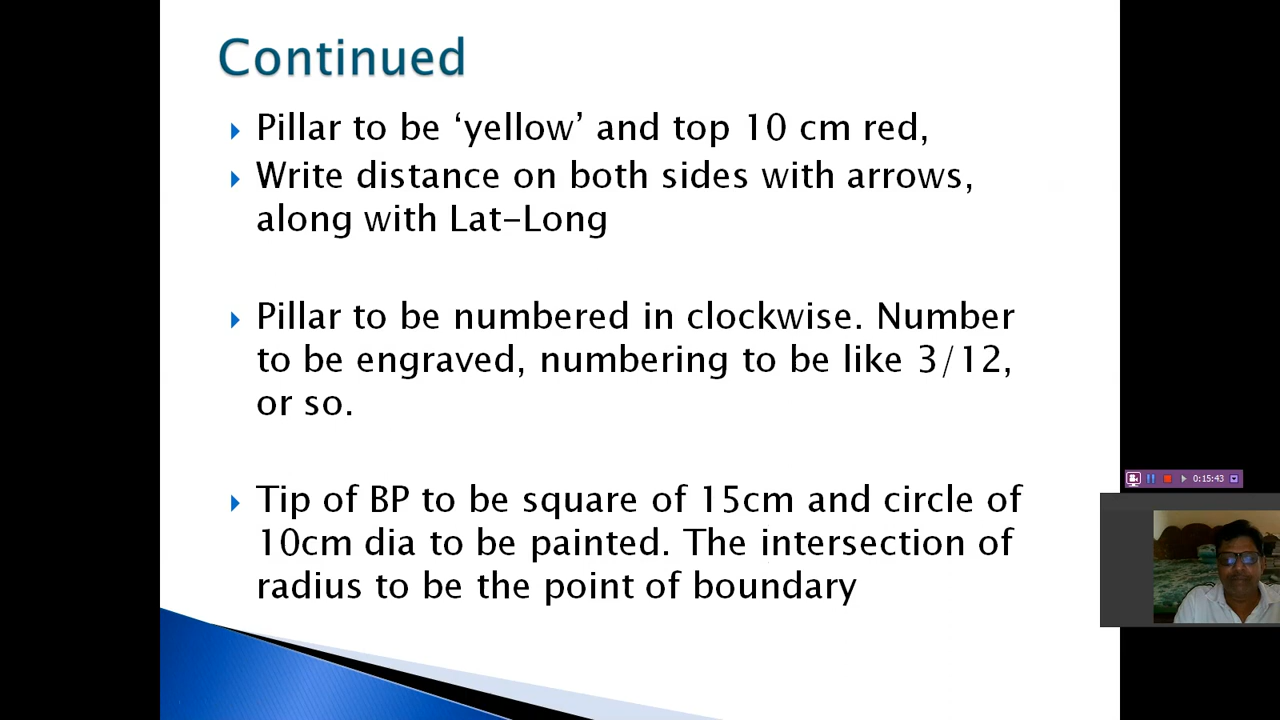 Continued
Pillar to be ‘yellow’ and top 10 cm red,
Write distance on both sides with arrows,
along with Lat-Long
Pillar to be numbered in clockwise. Number
to be engraved, numbering to be like 3/12,
or so.
Tip of BP to be square of 15cm and circle of
10cm dia to be painted. The intersection of
radius to be the point of boundary
0:15:43